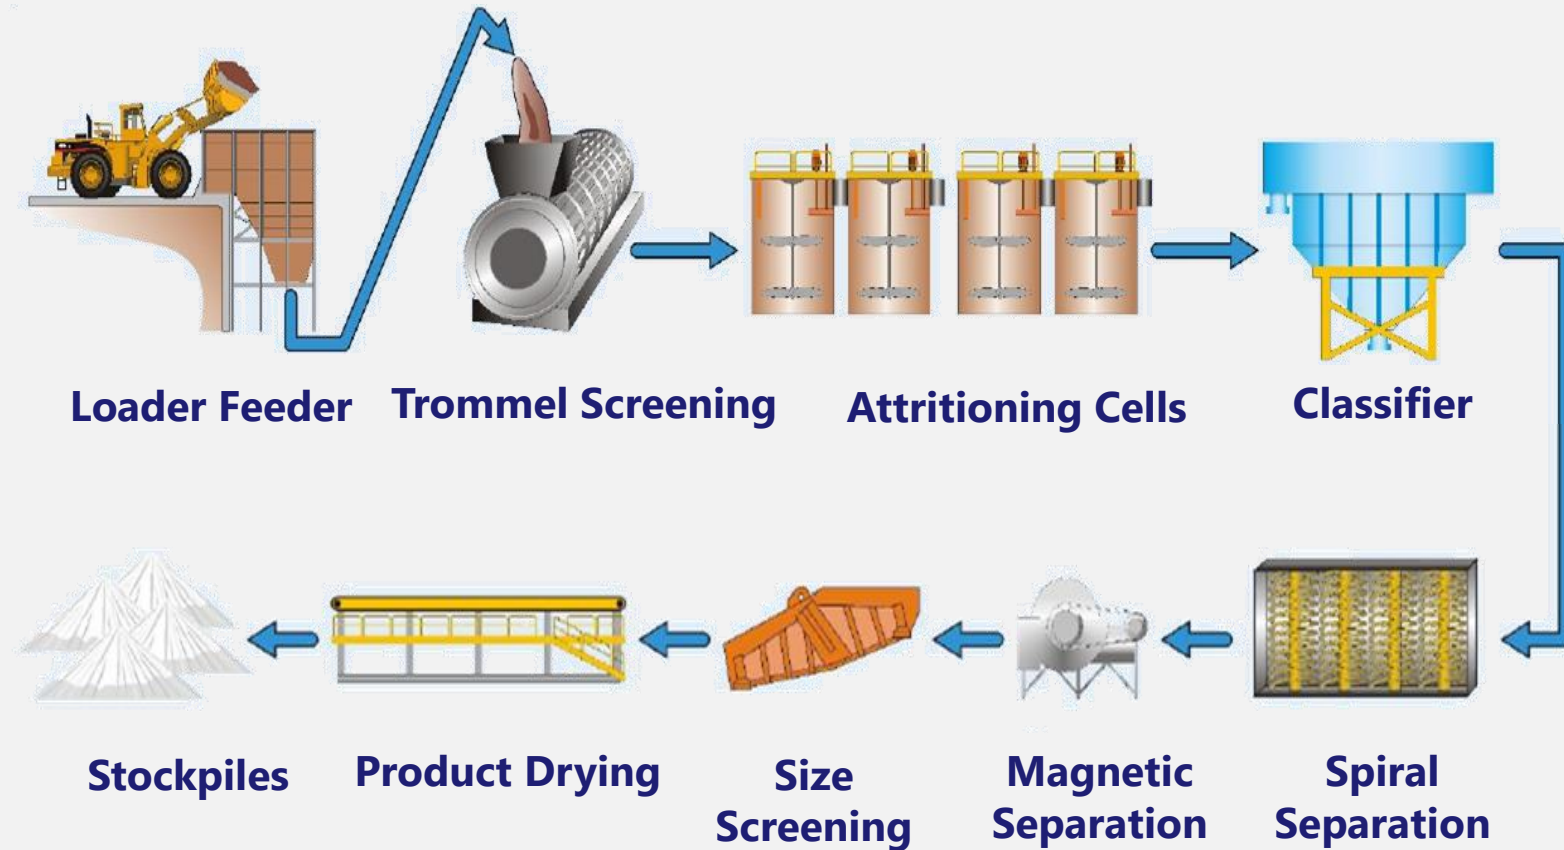 Loader Feeder
Trommel Screening
Attritioning Cells
Classifier
Stockpiles
Product Drying
Size
Screening
Magnetic
Separation
Spiral
Separation